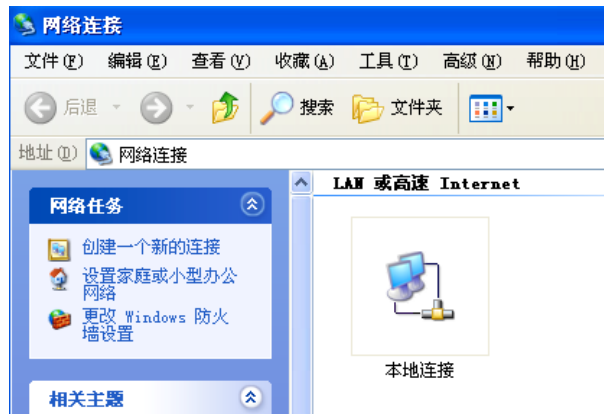 网络连接
文件(F) 编辑(E) 查看(V) 收藏(A) 工具(T) 高级(N) 帮助(H)
后退 搜索 文件夹
地址(D) 网络连接
LAN 或高速 Internet
网络任务
创建一个新的连接
设置家庭或小型办公
网络
更改 Windows 防火
墙设置
本地连接
相关主题